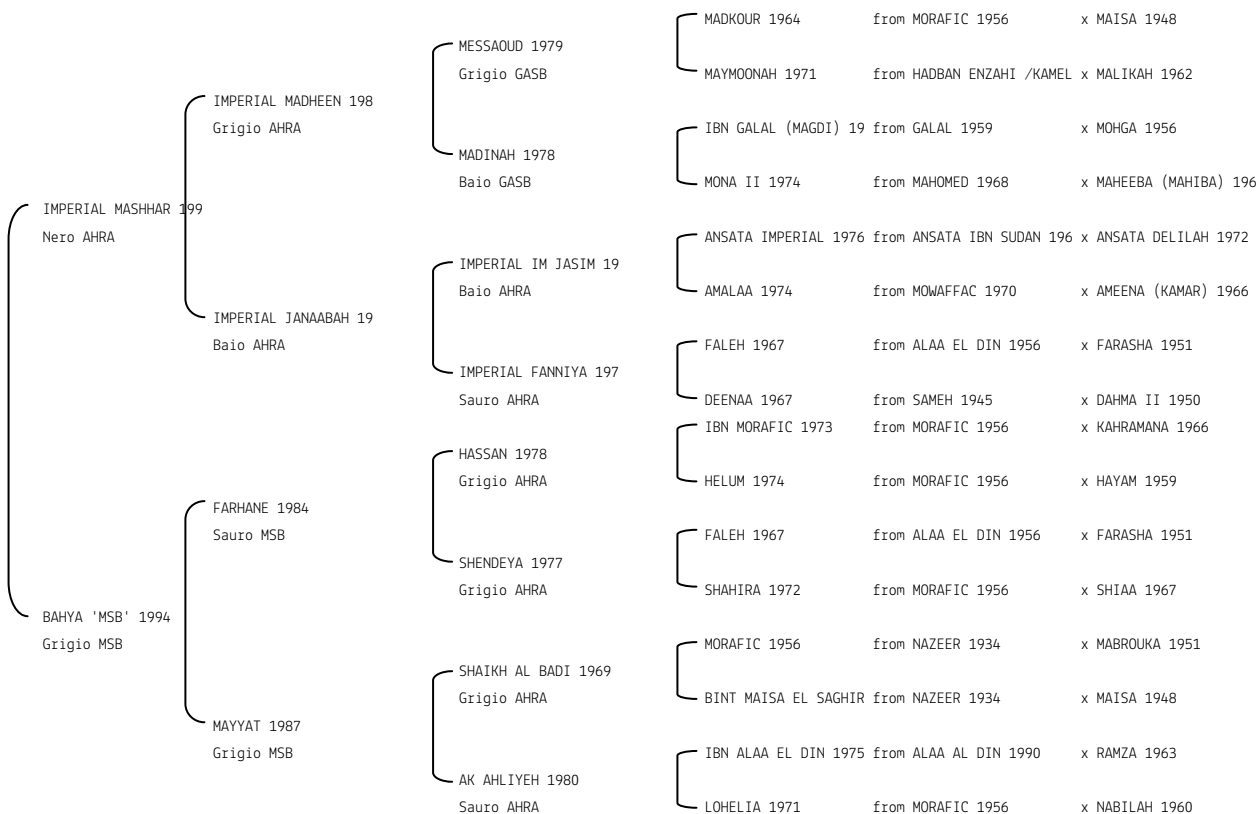 MADKOUR 1964 from MORAFIC 1956 x MAISA 1948
MESSAOUD 1979
Grigio GASB
MAYMOONAH 1971 from HADBAN ENZAHI /KAMEL x MALIKAH 1962
IMPERIAL MADHEEN 198
Grigio AHRA
IBN GALAL (MAGDI) 19 from GALAL 1959 x MOHGA 1956
MADINAH 1978
Baio GASB
MONA II 1974 from MAHOMED 1968 x MAHEEBA (MAHIBA) 196
IMPERIAL MASHHAR 199
Nero AHRA
ANSATA IMPERIAL 1976 from ANSATA IBN SUDAN 196 x ANSATA DELILAH 1972
IMPERIAL IM JASIM 19
Baio AHRA
AMALAA 1974 from MOWAFFAC 1970 x AMEENA (KAMAR) 1966
IMPERIAL JANAABAH 19
Baio AHRA
FALEH 1967 from ALAA EL DIN 1956 x FARASHA 1951
IMPERIAL FANNIYA 197
Sauro AHRA
DEENAA 1967 from SAMEH 1945 x DAHMA II 1950
IBN MORAFIC 1973 from MORAFIC 1956 x KAHRAMANA 1966
HASSAN 1978
Grigio AHRA
HELUM 1974 from MORAFIC 1956 x HAYAM 1959
FARHANE 1984
Sauro MSB
FALEH 1967 from ALAA EL DIN 1956 x FARASHA 1951
SHENDEYA 1977
Grigio AHRA
SHAHIRA 1972 from MORAFIC 1956 x SHIAA 1967
BAHYA 'MSB' 1994
Grigio MSB
MORAFIC 1956 from NAZEER 1934 x MABROUKA 1951
SHAIKH AL BADI 1969
Grigio AHRA
BINT MAISA EL SAGHIR from NAZEER 1934 x MAISA 1948
MAYYAT 1987
Grigio MSB
IBN ALAA EL DIN 1975 from ALAA AL DIN 1990 x RAMZA 1963
AK AHLIYEH 1980
Sauro AHRA
LOHELIA 1971 from MORAFIC 1956 x NABILAH 1960